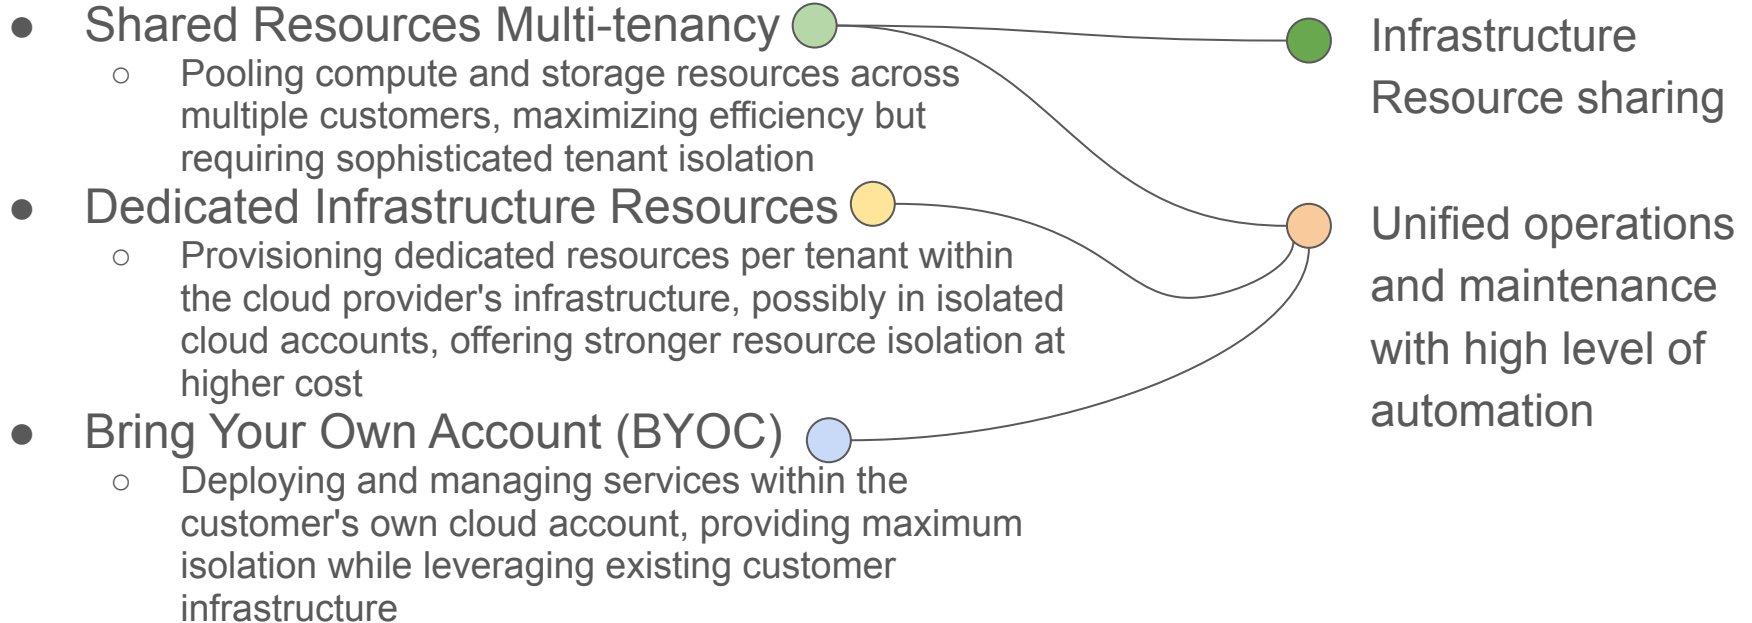 ● Shared Resources Multi-tenancy
○ Pooling compute and storage resources across
multiple customers, maximizing efficiency but
requiring sophisticated tenant isolation
● Dedicated Infrastructure Resources
○ Provisioning dedicated resources per tenant within
the cloud provider's infrastructure, possibly in isolated
cloud accounts, offering stronger resource isolation at
higher cost
● Bring Your Own Account (BYOC)
○ Deploying and managing services within the
customer's own cloud account, providing maximum
isolation while leveraging existing customer
infrastructure
Infrastructure
Resource sharing
Unified operations
and maintenance
with high level of
automation